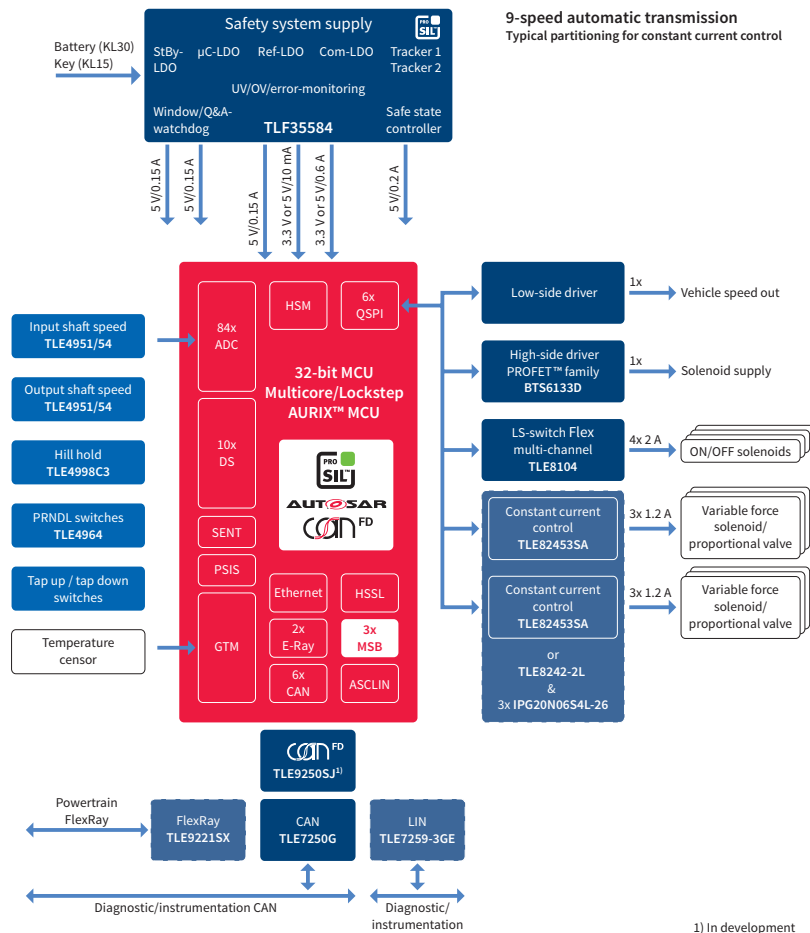 9-speed automatic transmission
Typical partitioning for constant current control
Battery (KL30)
Key (KL15)
Safety system supply
PRO
SIL™
StBy-
LDO
µC-LDO
Ref-LDO
Com-LDO
Tracker 1
Tracker 2
UV/OV/error-monitoring
Window/Q&A-
watchdog
TLF35584
Safe state
controller
5 V/0.15 A
5 V/0.15 A
5 V/0.15 A
3.3 V or 5 V/10 mA
3.3 V or 5 V/0.6 A
5 V/0.2 A
Input shaft speed
TLE4951/54
Output shaft speed
TLE4951/54
Hill hold
TLE4998C3
PRNDL switches
TLE4964
Tap up / tap down
switches
Temperature
censor
84x
ADC
HSM
6x
QSPI
32-bit MCU
Multicore/Lockstep
AURIX™ MCU
10x
DS
PRO
SIL™
AUTOSAR
CAN FD
SENT
PSIS
GTM
Ethernet
HSSL
2x
E-Ray
3x
MSB
6x
CAN
ASCLIN
Low-side driver
1x
Vehicle speed out
High-side driver
PROFET™ family
BTS6133D
1x
Solenoid supply
LS-switch Flex
multi-channel
TLE8104
4x 2 A
ON/OFF solenoids
Constant current
control
TLE82453SA
3x 1.2 A
Variable force
solenoid/
proportional valve
Constant current
control
TLE82453SA
3x 1.2 A
Variable force
solenoid/
proportional valve
or
TLE8242-2L
&
3x IPG20N06S4L-26
CAN FD
TLE9250SJ1)
Powertrain
FlexRay
FlexRay
TLE9221SX
CAN
TLE7250G
LIN
TLE7259-3GE
Diagnostic/instrumentation CAN
Diagnostic/
instrumentation
1) In development